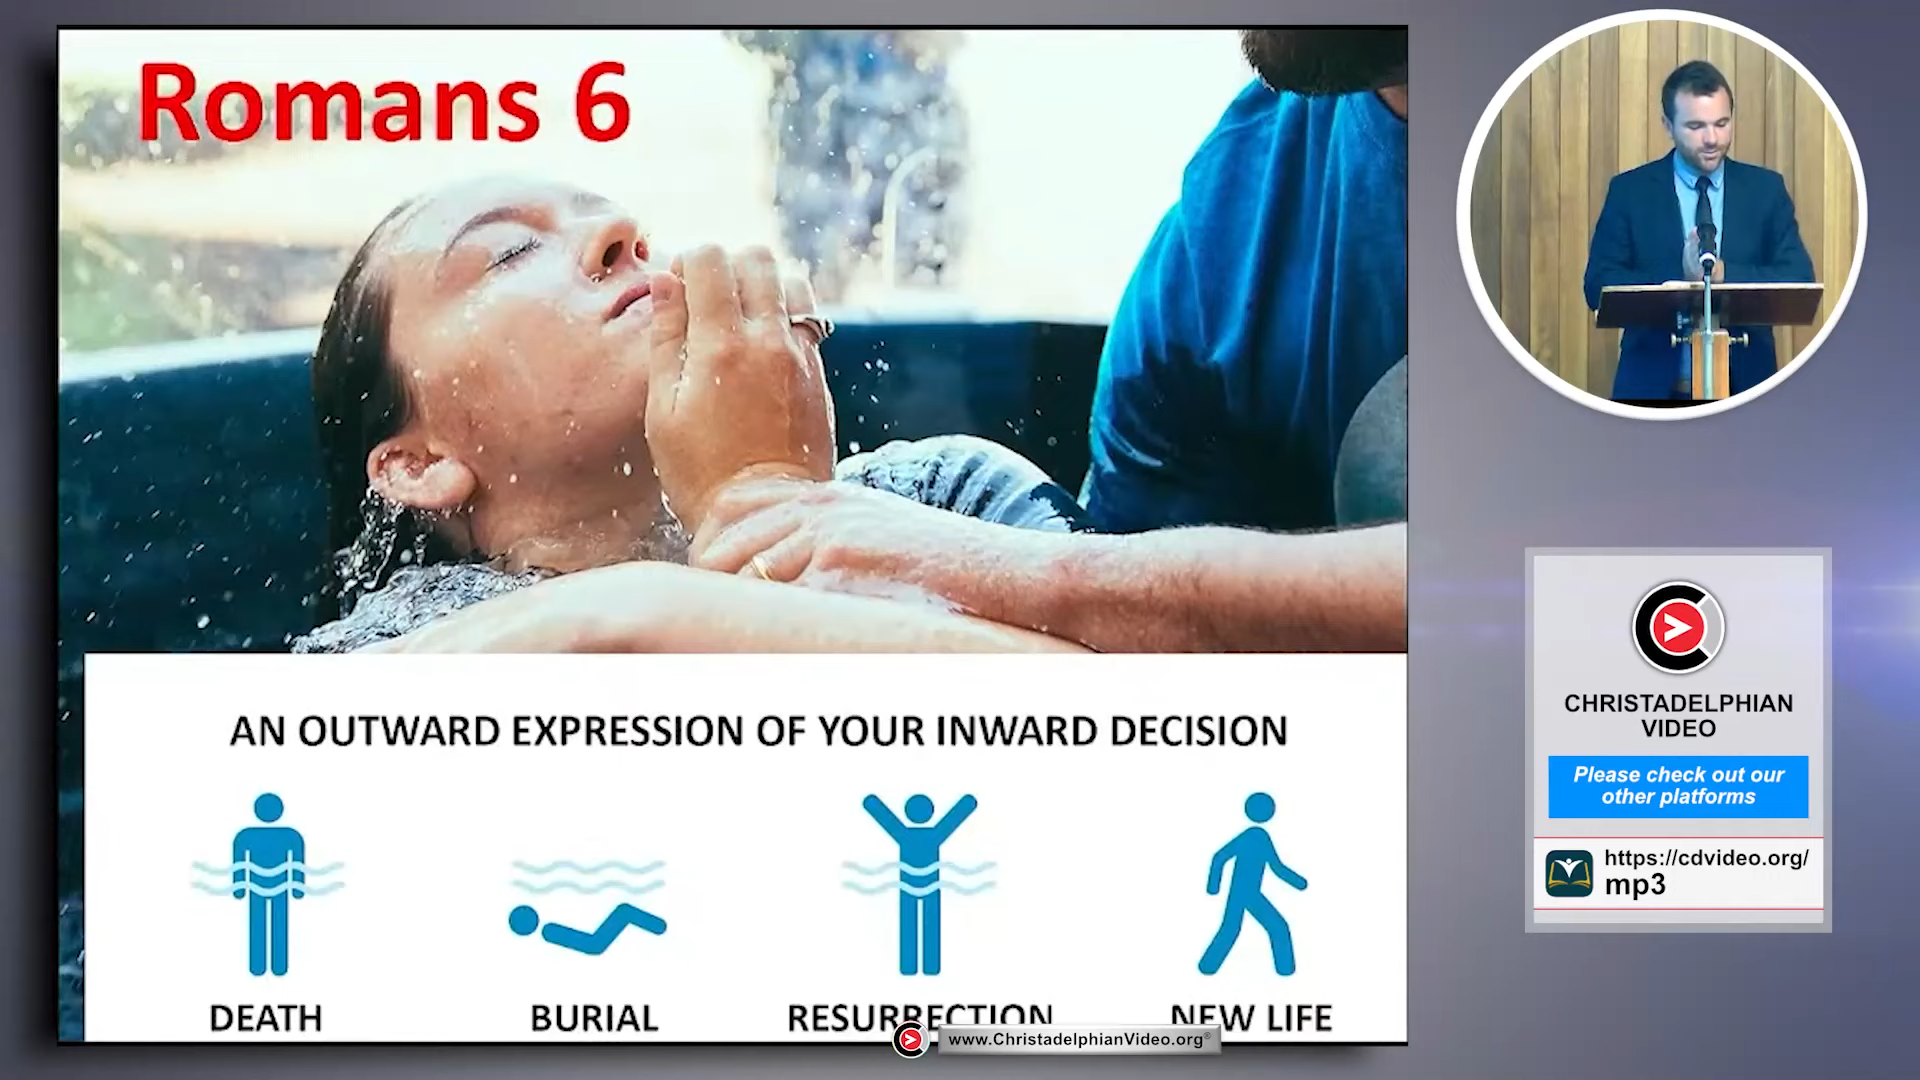 Romans 6
AN OUTWARD EXPRESSION OF YOUR INWARD DECISION
DEATH
BURIAL
RESURRECTION
NEW LIFE
www.ChristadelphianVideo.org®
CHRISTADELPHIAN
VIDEO
Please check out our
other platforms
https://cdvideo.org/
mp3